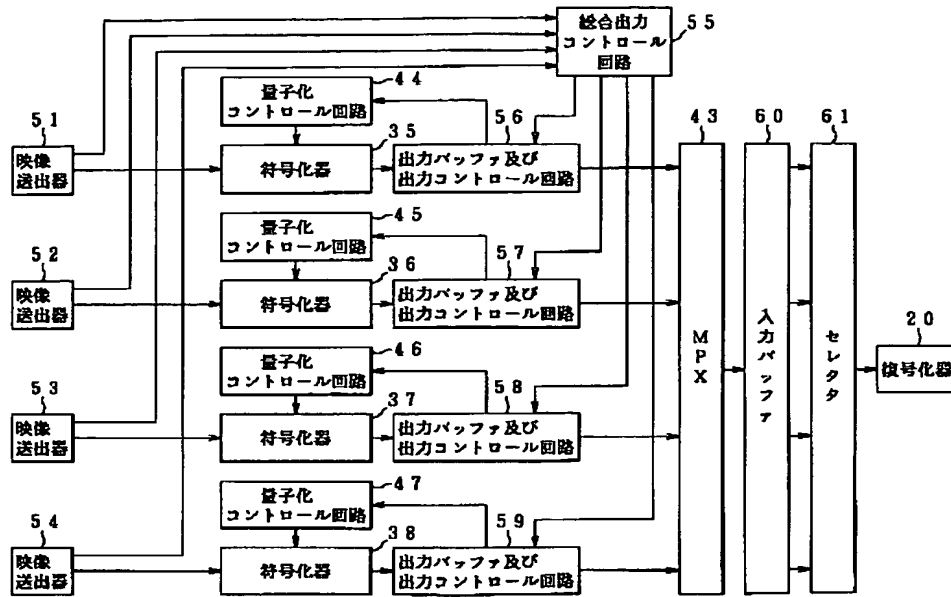 総合出力
コントロール
回路
55
44
量子化
コントロール回路
51
映像
送出器
35
符号化器
56
出力バッファ及び
出力コントロール回路
43
60
61
45
量子化
コントロール回路
52
映像
送出器
36
符号化器
57
出力バッファ及び
出力コントロール回路
MPX
入力バッファ
セレクタ
20
復号化器
46
量子化
コントロール回路
53
映像
送出器
37
符号化器
58
出力バッファ及び
出力コントロール回路
47
量子化
コントロール回路
54
映像
送出器
38
符号化器
59
出力バッファ及び
出力コントロール回路